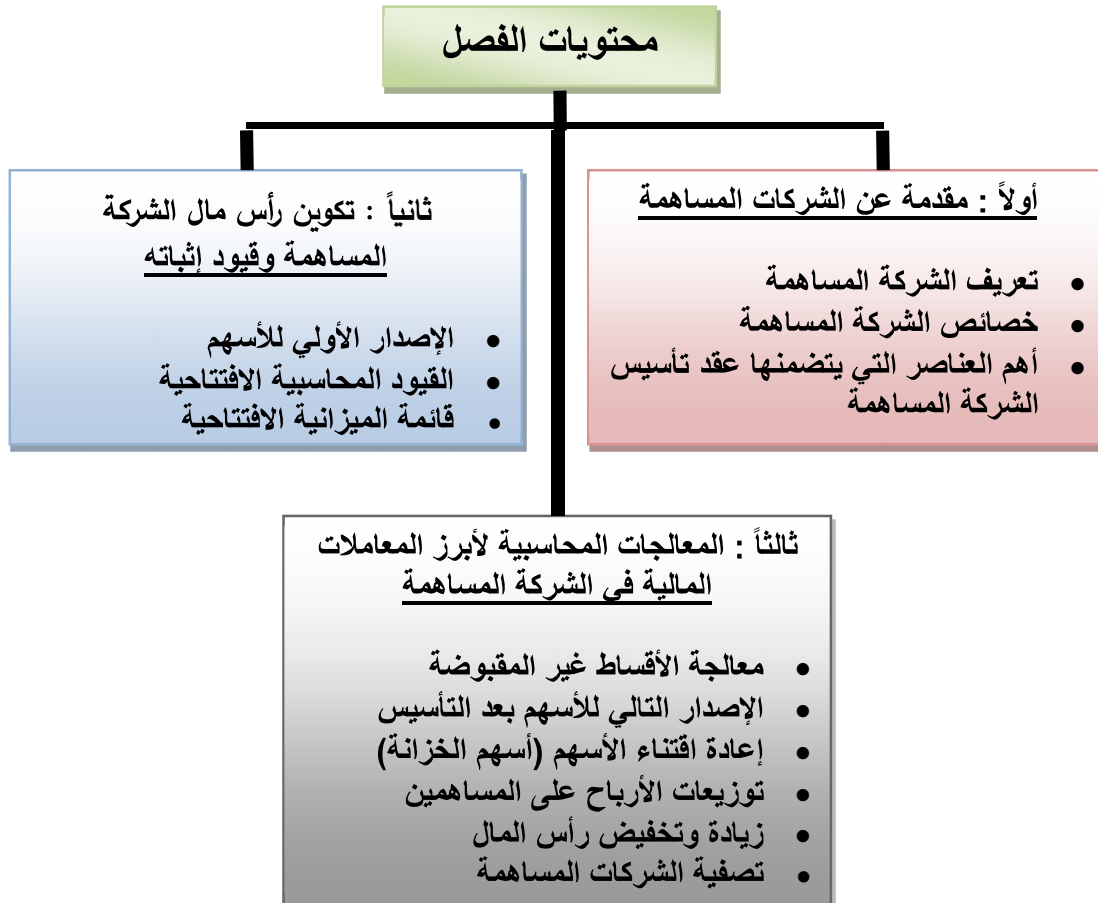 محتويات الفصل
أولاً : مقدمة عن الشركات المساهمة
• تعريف الشركة المساهمة
• خصائص الشركة المساهمة
• أهم العناصر التي يتضمنها عقد تأسيس
الشركة المساهمة
ثانياً : تكوين رأس مال الشركة
المساهمة وقيود إثباته
• الإصدار الأولي للأسهم
• القيود المحاسبية الافتتاحية
• قائمة الميزانية الافتتاحية
ثالثاً : المعالجات المحاسبية لأبرز المعاملات
المالية في الشركة المساهمة
• معالجة الأقساط غير المقبوضة
• الإصدار التالي للأسهم بعد التأسيس
• إعادة اقتناء الأسهم (أسهم الخزانة)
• توزيعات الأرباح على المساهمين
• زيادة وتخفيض رأس المال
• تصفية الشركات المساهمة